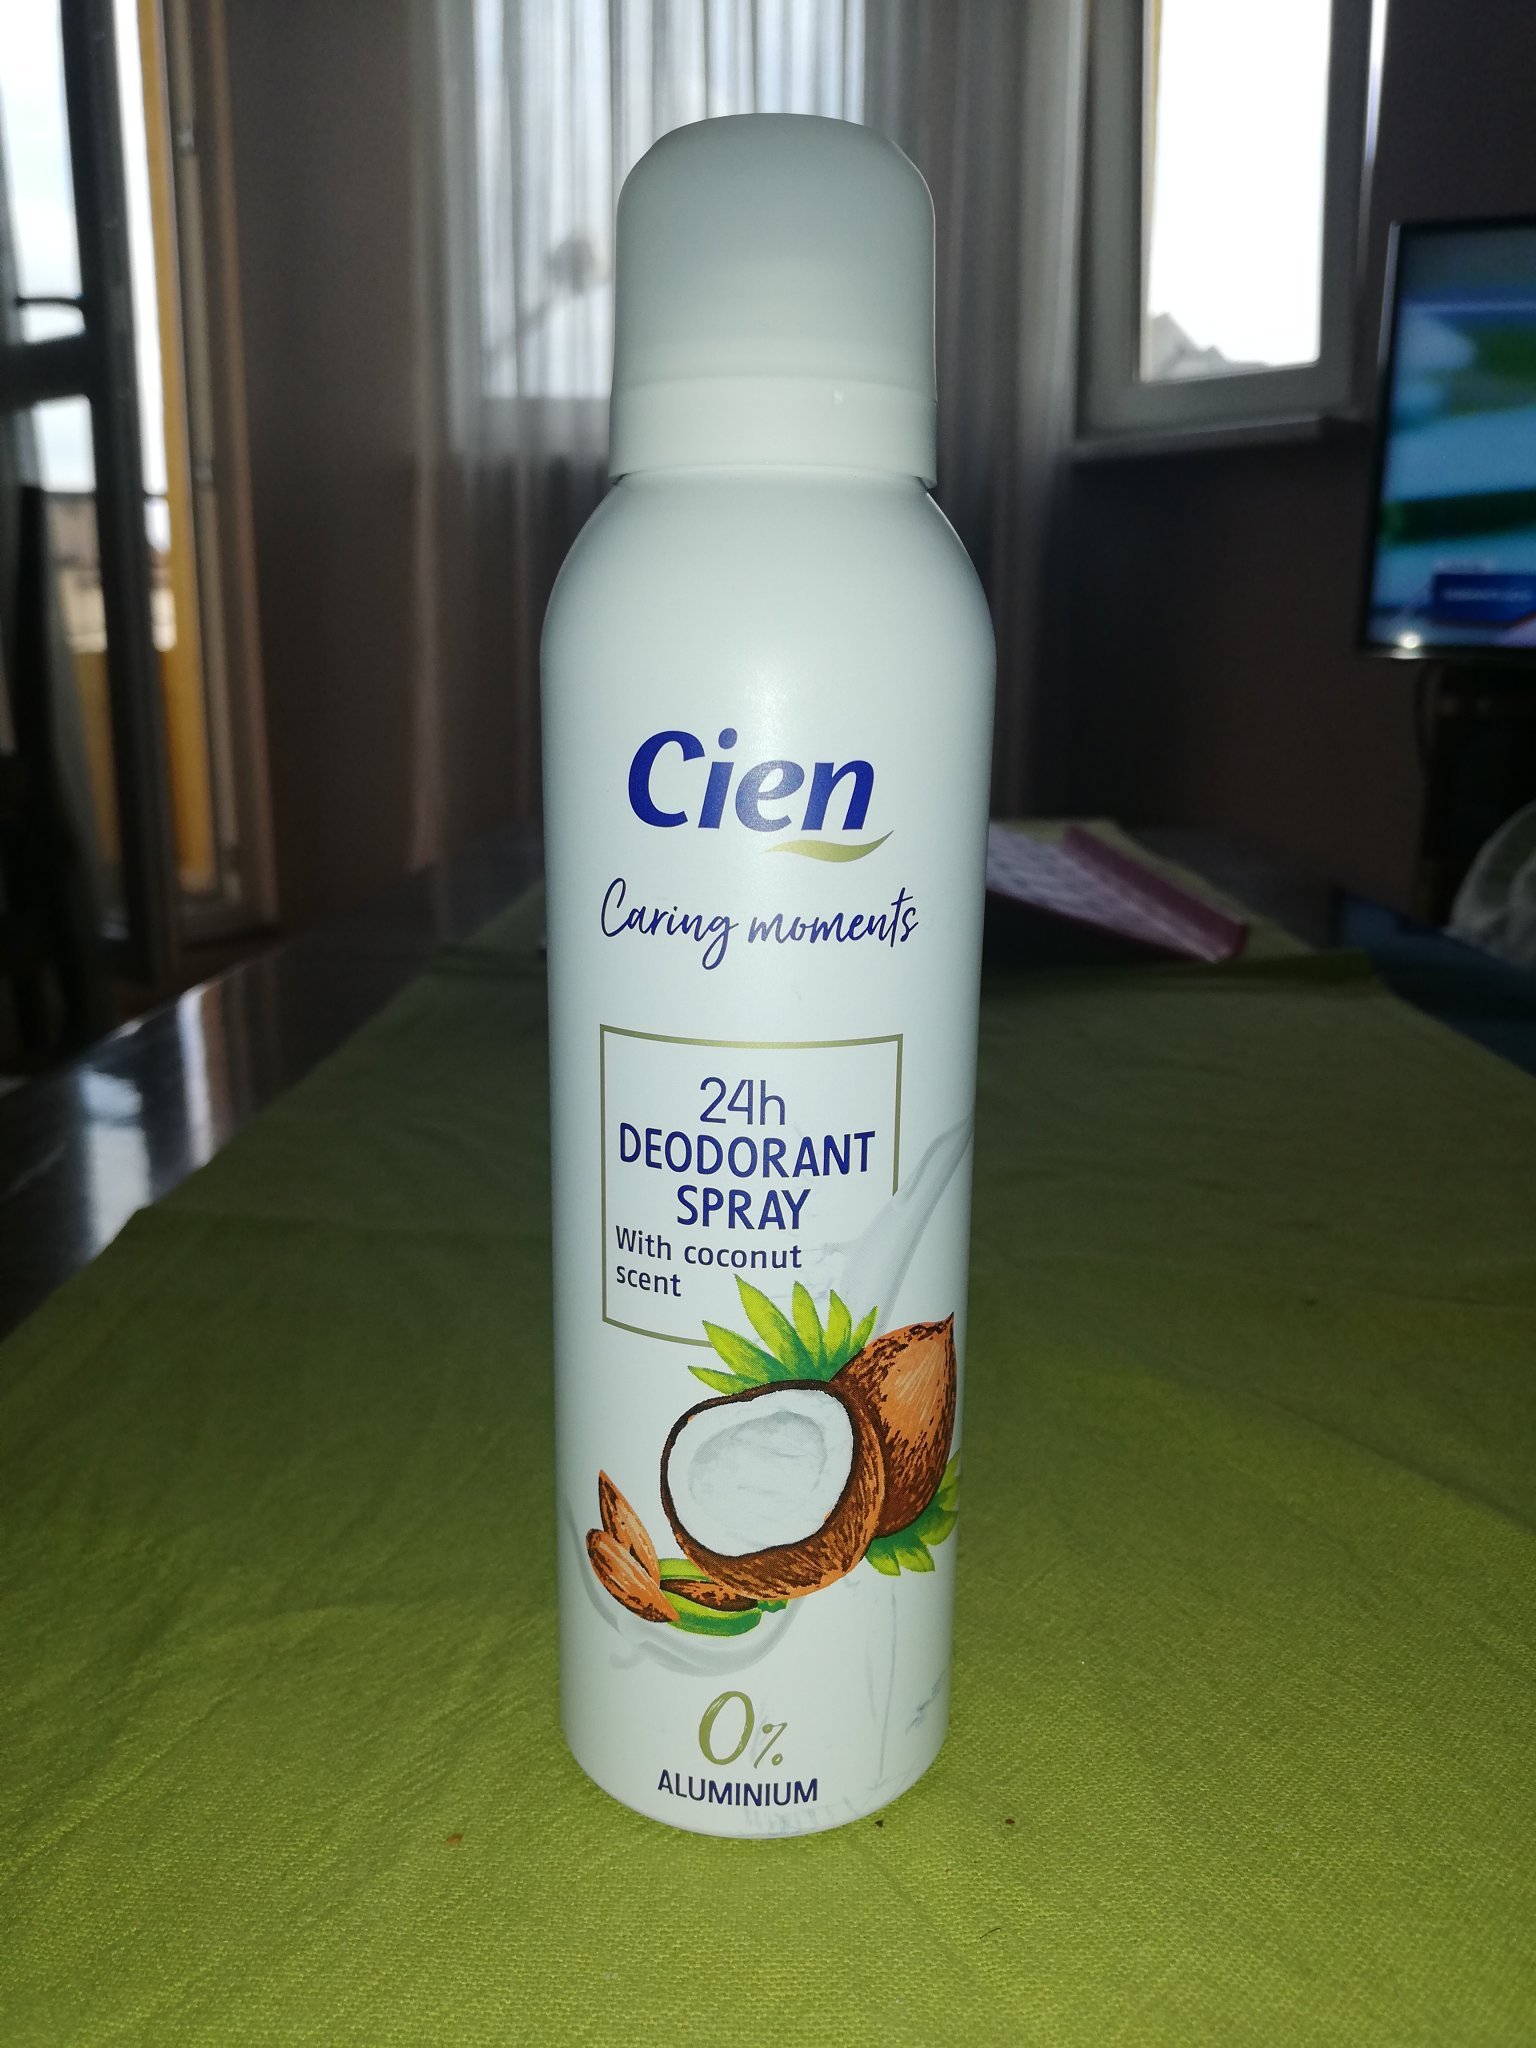 Cien
Caring moments
24h
DEODORANT
SPRAY
With coconut
scent
0%
ALUMINIUM